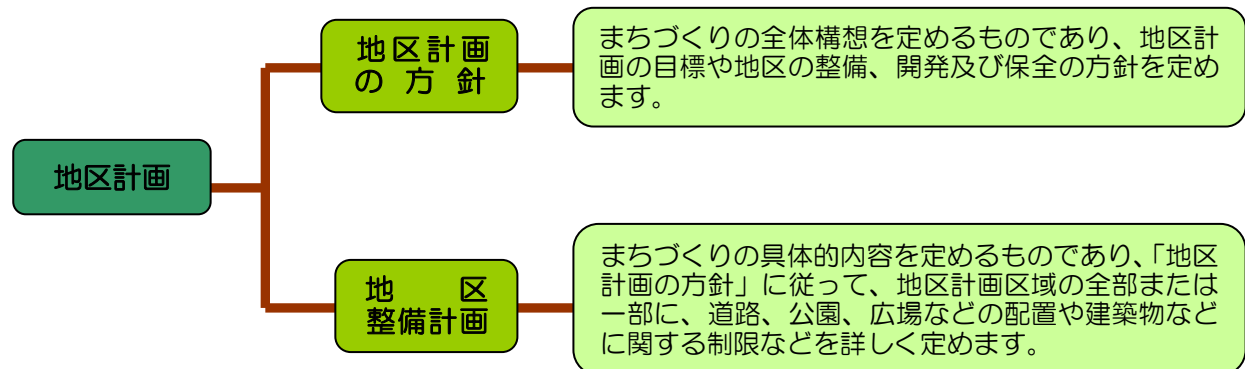 地区計画
地区計画
の方針
まちづくりの全体構想を定めるものであり、地区計
画の目標や地区の整備、開発及び保全の方針を定め
ます。
地区
整備計画
まちづくりの具体的内容を定めるものであり、「地区
計画の方針」に従って、地区計画区域の全部または
一部に、道路、公園、広場などの配置や建築物など
に関する制限などを詳しく定めます。